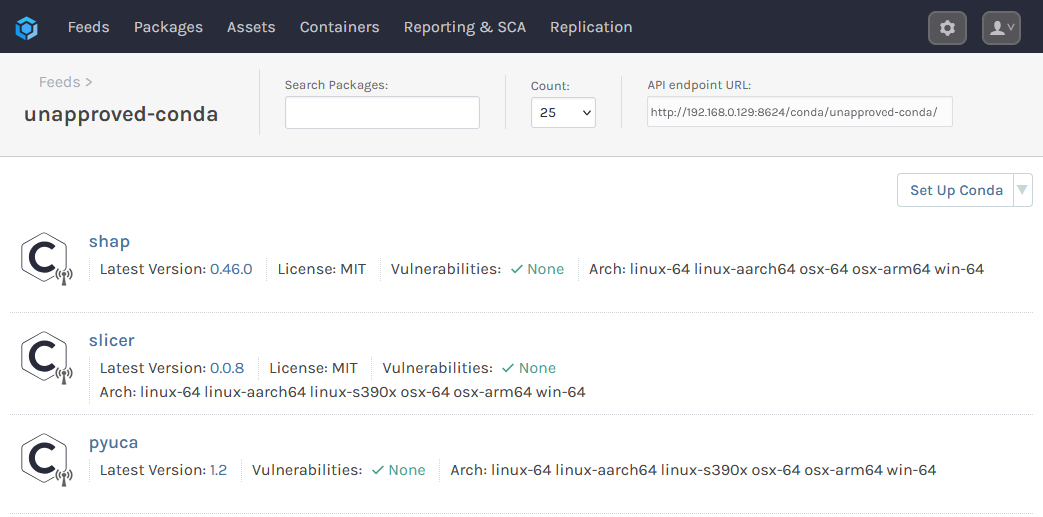 Feeds Packages Assets Containers Reporting & SCA Replication
Feeds >
unapproved-conda
Search Packages:
Count:
25
API endpoint URL:
http://192.168.0.129:8624/conda/unapproved-conda/
Set Up Conda
shap
Latest Version: 0.46.0 License: MIT Vulnerabilities: ✓ None Arch: linux-64 linux-aarch64 osx-64 osx-arm64 win-64
slicer
Latest Version: 0.0.8 License: MIT Vulnerabilities: ✓ None
Arch: linux-64 linux-aarch64 linux-s390x osx-64 osx-arm64 win-64
pyuca
Latest Version: 1.2 Vulnerabilities: ✓ None Arch: linux-64 linux-aarch64 linux-s390x osx-64 osx-arm64 win-64